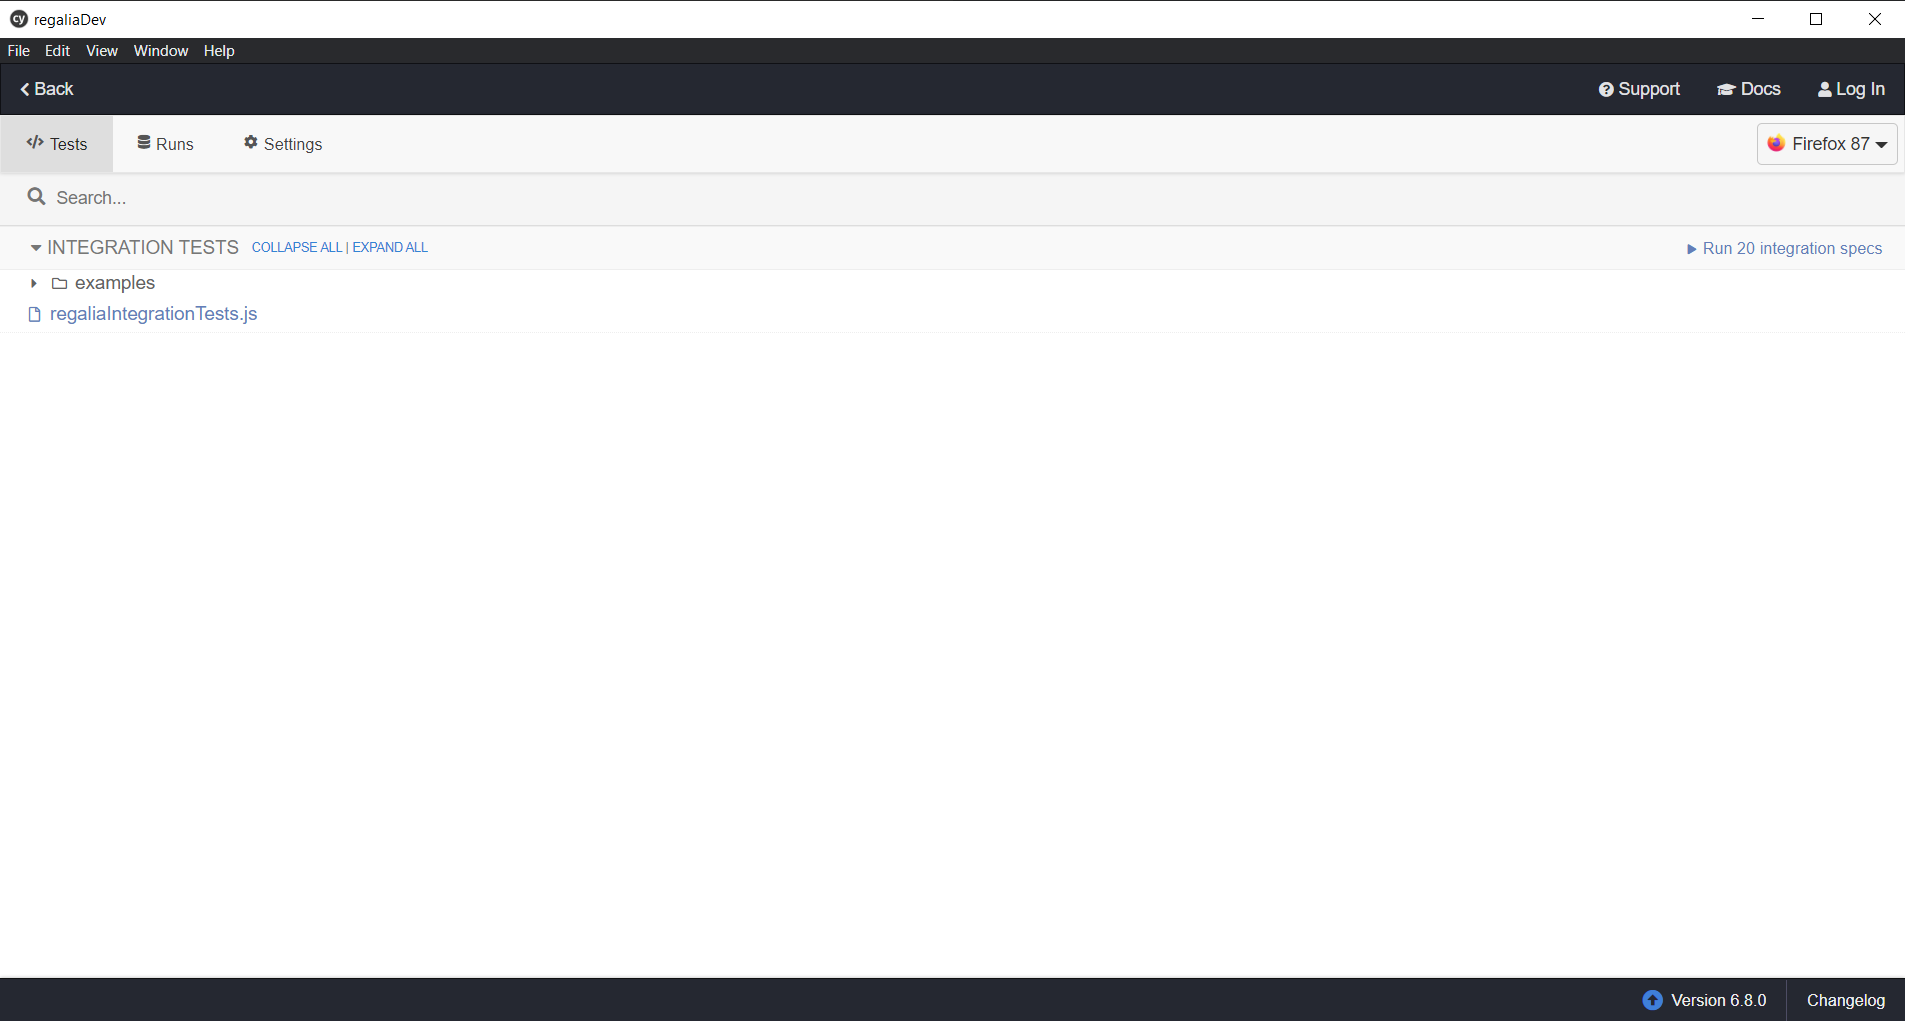 cy regaliaDev
File Edit View Window Help
Back Support Docs Log In
</> Tests Runs Settings Firefox 87
Search...
INTEGRATION TESTS COLLAPSE ALL | EXPAND ALL Run 20 integration specs
examples
regaliaIntegrationTests.js
Version 6.8.0 Changelog